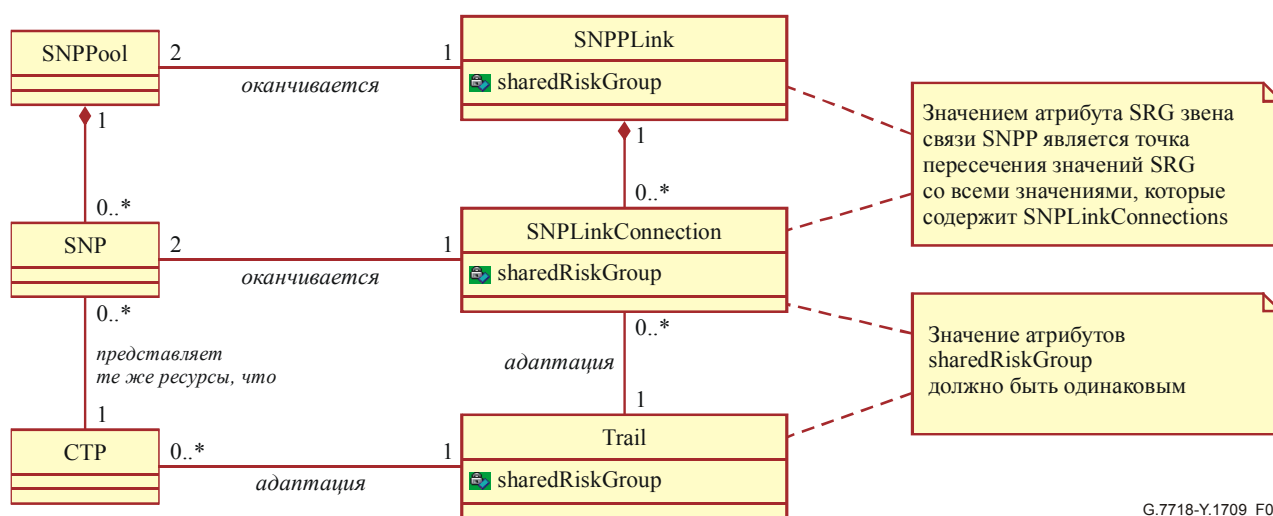 SNPPool
2
1
оканчивается
SNPPLink
sharedRiskGroup
1
0..*
1
0..*
Значением атрибута SRG звена
связи SNPP является точка
пересечения значений SRG
со всеми значениями, которые
содержит SNPLinkConnections
SNP
2
1
оканчивается
SNPLinkConnection
sharedRiskGroup
0..*
представляет
те же ресурсы, что
1
0..*
адаптация
1
Значение атрибутов
sharedRiskGroup
должно быть одинаковым
CTP
0..*
1
адаптация
Trail
sharedRiskGroup
G.7718-Y.1709_F0